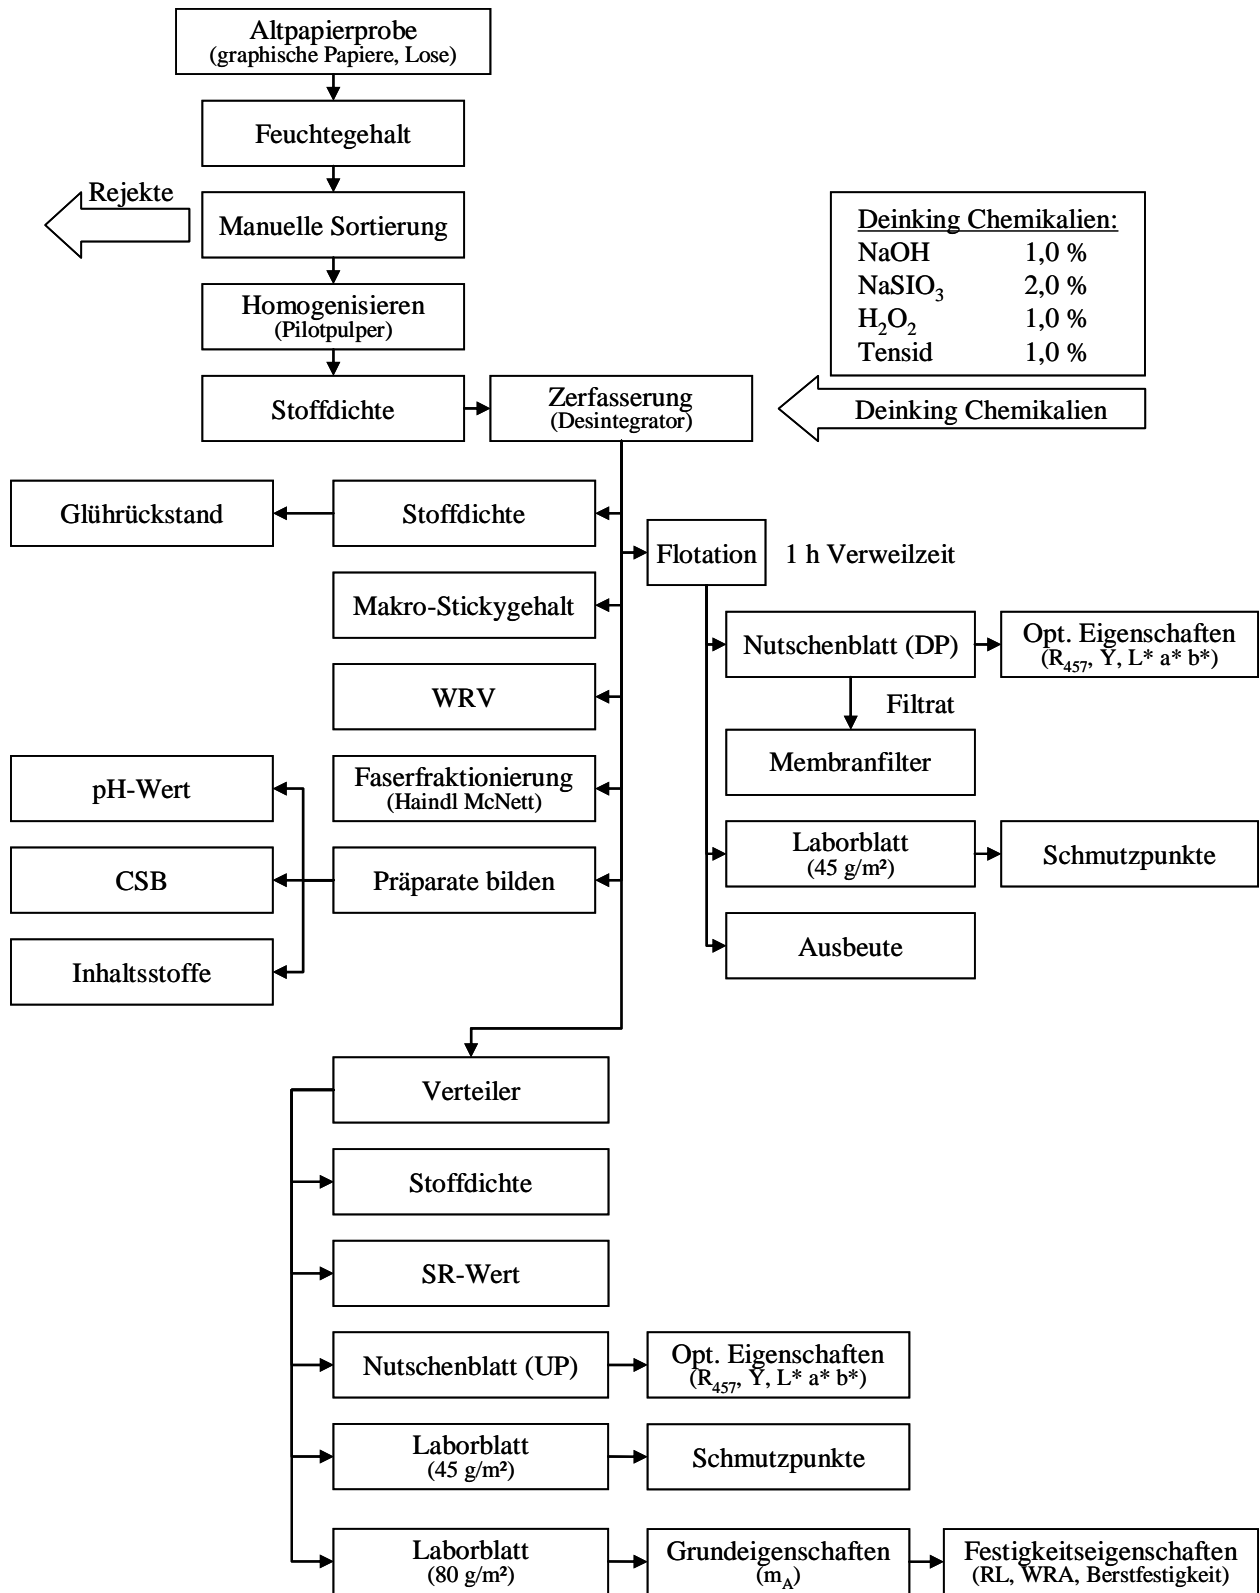 Altpapierprobe
(graphische Papiere, Lose)
Feuchtegehalt
Rejekte
Manuelle Sortierung
Homogenisieren
(Pilotpulper)
Stoffdichte
Zerfasserung
(Desintegrator)
Deinking Chemikalien:
NaOH 1,0 %
NaSIO₃ 2,0 %
H₂O₂ 1,0 %
Tensid 1,0 %
Deinking Chemikalien
Glührückstand
Stoffdichte
Flotation
1 h Verweilzeit
Makro-Stickygehalt
Nutschenblatt (DP)
Opt. Eigenschaften
(R₄₅₇, Y, L* a* b*)
WRV
Filtrat
Membranfilter
pH-Wert
Faserfraktionierung
(Haindl McNett)
Laborblatt
(45 g/m²)
Schmutzpunkte
CSB
Präparate bilden
Ausbeute
Inhaltsstoffe
Verteiler
Stoffdichte
SR-Wert
Nutschenblatt (UP)
Opt. Eigenschaften
(R₄₅₇, Y, L* a* b*)
Laborblatt
(45 g/m²)
Schmutzpunkte
Laborblatt
(80 g/m²)
Grundeigenschaften
(m_A)
Festigkeitseigenschaften
(RL, WRA, Berstfestigkeit)